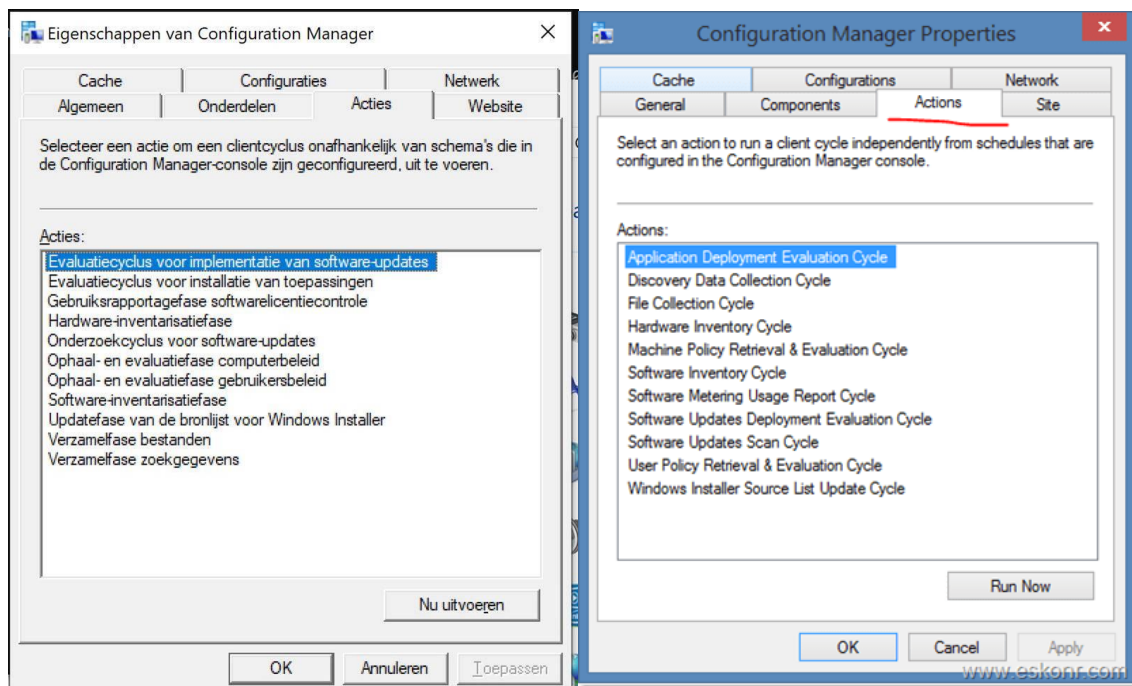 Eigenschappen van Configuration Manager
Cache
Configuraties
Netwerk
Algemeen
Onderdelen
Acties
Website
Selecteer een actie om een clientcyclus onafhankelijk van schema's die in
de Configuration Manager-console zijn geconfigureerd, uit te voeren.
Acties:
Evaluatiecyclus voor implementatie van software-updates
Evaluatiecyclus voor installatie van toepassingen
Gebruiksrapportagefase softwarelicentiecontrole
Hardware-inventarisatiefase
Onderzoekcyclus voor software-updates
Ophaal- en evaluatiefase computerbeleid
Ophaal- en evaluatiefase gebruikersbeleid
Software-inventarisatiefase
Updatefase van de bronlijst voor Windows Installer
Verzamelfase bestanden
Verzamelfase zoekgegevens
Nu uitvoeren
OK
Annuleren
Toepassen
Configuration Manager Properties
Cache
Configurations
Network
General
Components
Actions
Site
Select an action to run a client cycle independently from schedules that are
configured in the Configuration Manager console.
Actions:
Application Deployment Evaluation Cycle
Discovery Data Collection Cycle
File Collection Cycle
Hardware Inventory Cycle
Machine Policy Retrieval & Evaluation Cycle
Software Inventory Cycle
Software Metering Usage Report Cycle
Software Updates Deployment Evaluation Cycle
Software Updates Scan Cycle
User Policy Retrieval & Evaluation Cycle
Windows Installer Source List Update Cycle
Run Now
OK
Cancel
Apply
www.eskonr.com